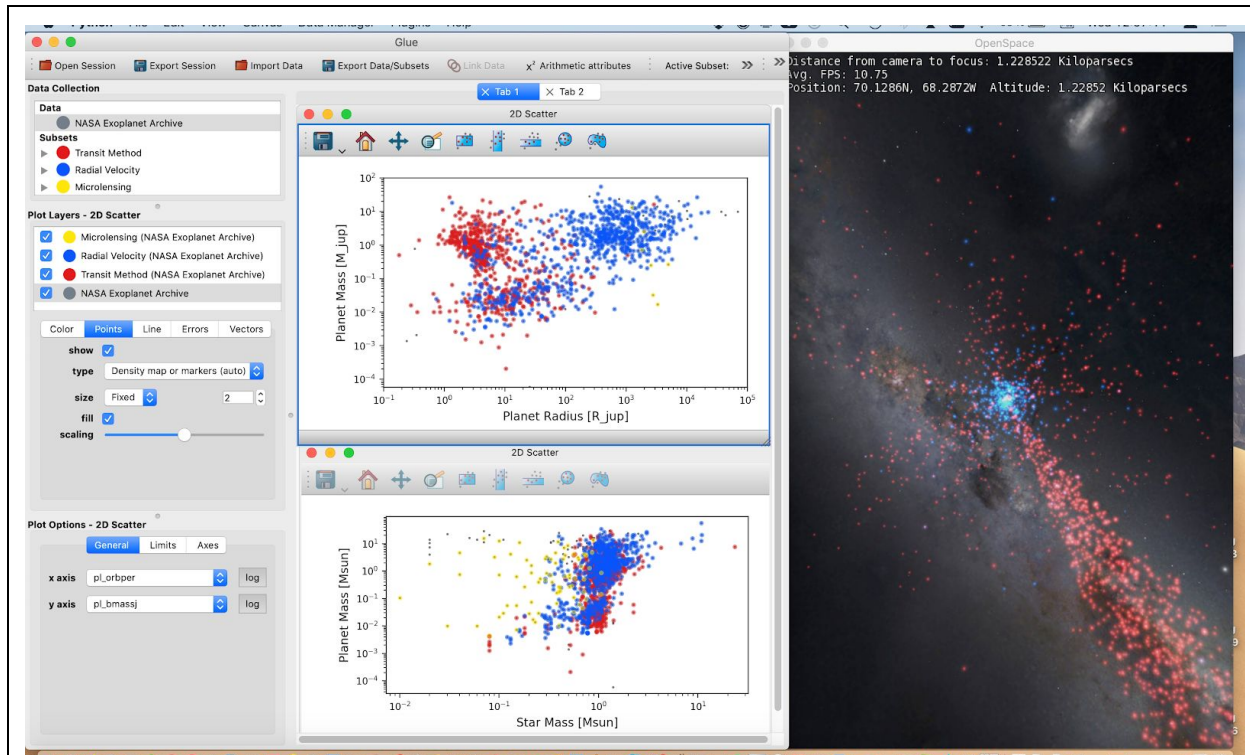 Glue
Open Session Export Session Import Data Export Data/Subsets Link Data x² Arithmetic attributes Active Subset: >> >>
Data Collection
Data
NASA Exoplanet Archive
Subsets
Transit Method
Radial Velocity
Microlensing
Plot Layers - 2D Scatter
Microlensing (NASA Exoplanet Archive)
Radial Velocity (NASA Exoplanet Archive)
Transit Method (NASA Exoplanet Archive)
NASA Exoplanet Archive
Color Points Line Errors Vectors
show
type Density map or markers (auto)
size Fixed 2
fill
scaling
Plot Options - 2D Scatter
General Limits Axes
x axis pl_orbper log
y axis pl_bmassj log
Tab 1 Tab 2
2D Scatter
Planet Mass [M_jup]
10²
10¹
10⁰
10⁻¹
10⁻²
10⁻³
10⁻⁴
10⁻¹ 10⁰ 10¹ 10² 10³ 10⁴ 10⁵
Planet Radius [R_jup]
2D Scatter
Planet Mass [Msun]
10¹
10⁰
10⁻¹
10⁻²
10⁻³
10⁻⁴
10⁻² 10⁻¹ 10⁰ 10¹
Star Mass [Msun]
OpenSpace
Distance from camera to focus: 1.228522 Kiloparsecs
Avg. FPS: 10.75
Position: 70.1286N, 68.2872W Altitude: 1.22852 Kiloparsecs